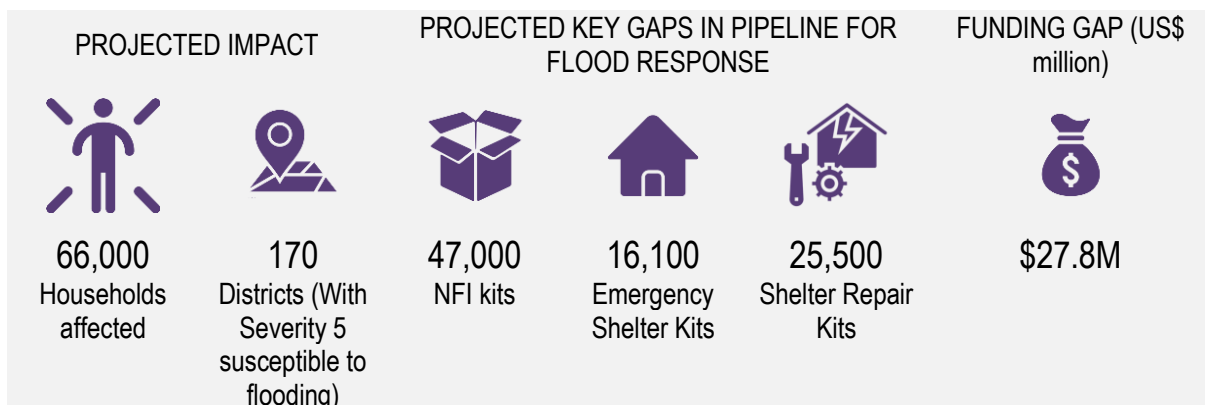 PROJECTED IMPACT
PROJECTED KEY GAPS IN PIPELINE FOR
FLOOD RESPONSE
FUNDING GAP (US$
million)
$
66,000
Households
affected
170
Districts (With
Severity 5
susceptible to
flooding)
47,000
NFI kits
16,100
Emergency
Shelter Kits
25,500
Shelter Repair
Kits
$27.8M